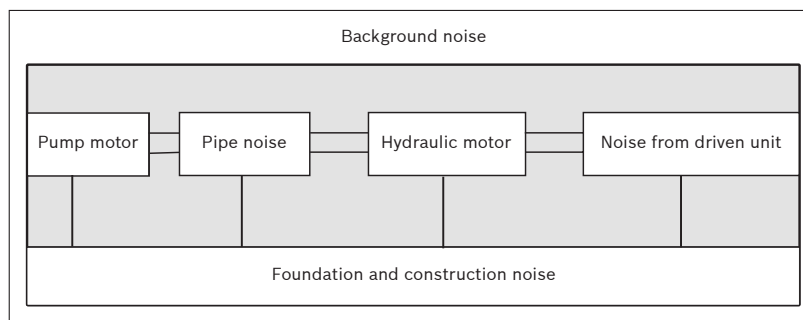 Background noise
Pump motor
Pipe noise
Hydraulic motor
Noise from driven unit
Foundation and construction noise